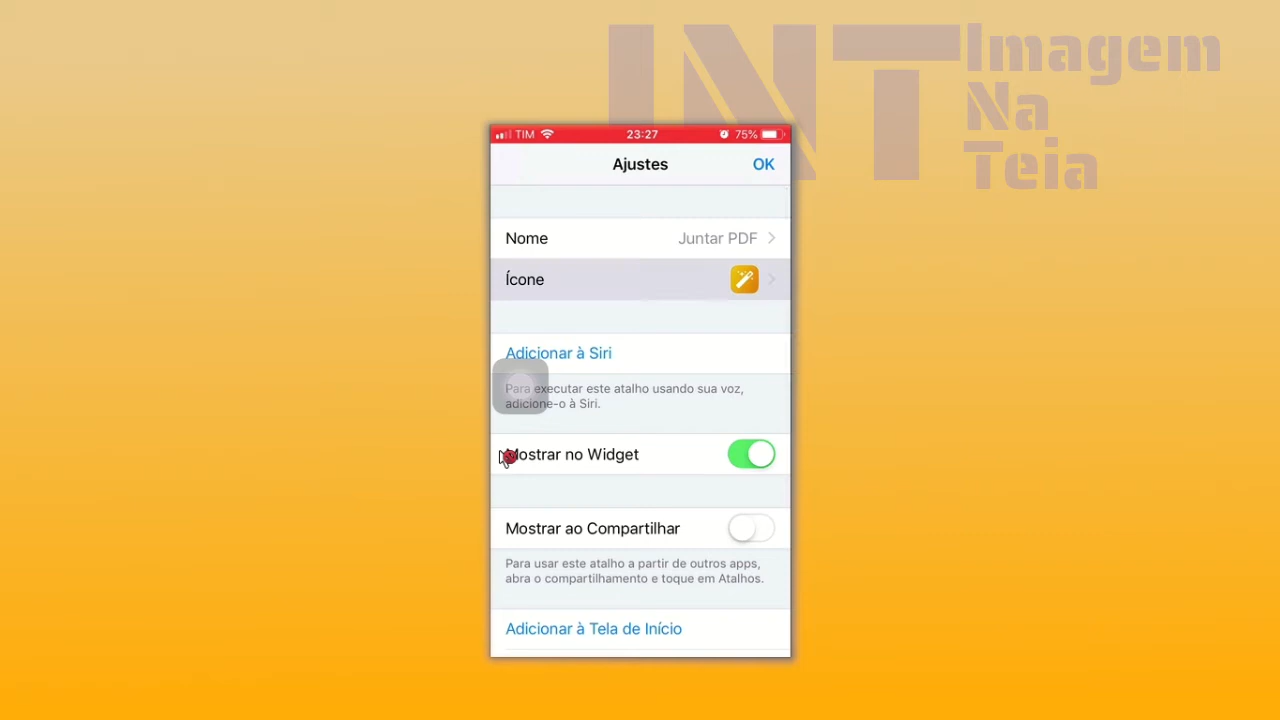 INT
Imagem
Na
Teia
TIM 23:27 75%
Ajustes OK
Nome Juntar PDF
Ícone
Adicionar à Siri
Para executar este atalho usando sua voz,
adicione-o à Siri.
Mostrar no Widget
Mostrar ao Compartilhar
Para usar este atalho a partir de outros apps,
abra o compartilhamento e toque em Atalhos.
Adicionar à Tela de Início